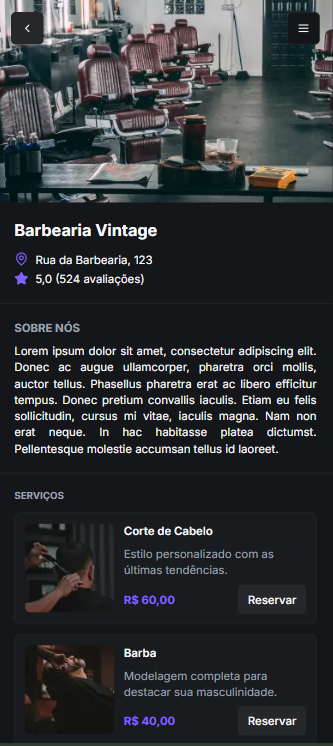 Barbearia Vintage
Rua da Barbearia, 123
5,0 (524 avaliações)
SOBRE NÓS
Lorem ipsum dolor sit amet, consectetur adipiscing elit.
Donec ac augue ullamcorper, pharetra orci mollis,
auctor tellus. Phasellus pharetra erat ac libero efficitur
tempus. Donec pretium convallis iaculis. Etiam eu felis
sollicitudin, cursus mi vitae, iaculis magna. Nam non
erat neque. In hac habitasse platea dictumst.
Pellentesque molestie accumsan tellus id laoreet.
SERVIÇOS
Corte de Cabelo
Estilo personalizado com as
últimas tendências.
R$ 60,00 Reservar
Barba
Modelagem completa para
destacar sua masculinidade.
R$ 40,00 Reservar